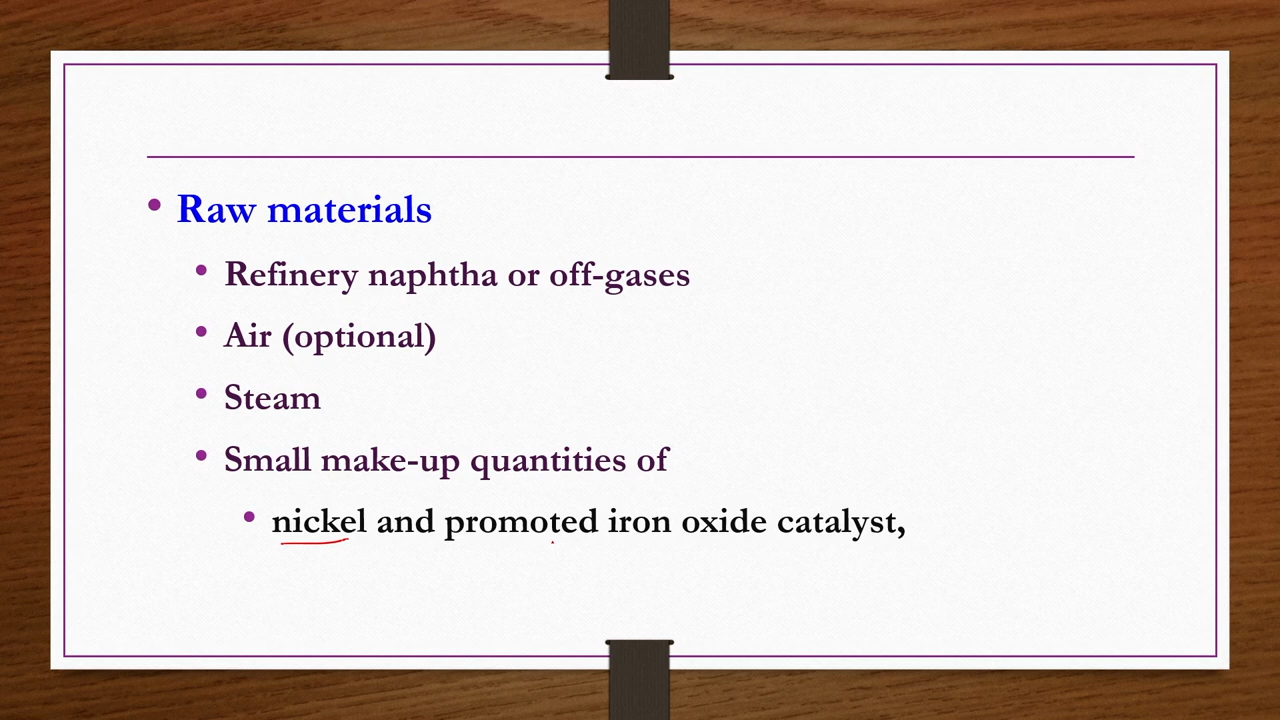 Raw materials
Refinery naphtha or off-gases
Air (optional)
Steam
Small make-up quantities of
nickel and promoted iron oxide catalyst,